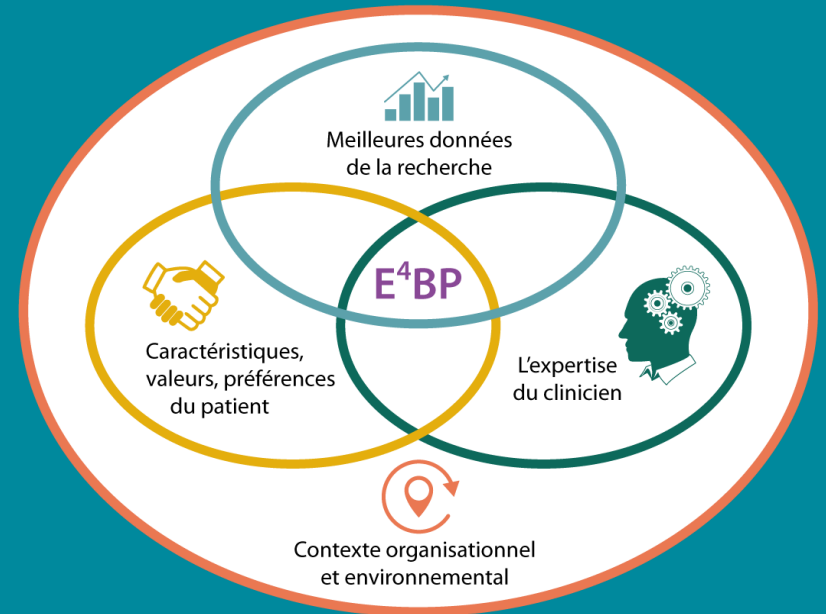 Meilleures données
de la recherche
E⁴BP
Caractéristiques,
valeurs, préférences
du patient
L'expertise
du clinicien
Contexte organisationnel
et environnemental